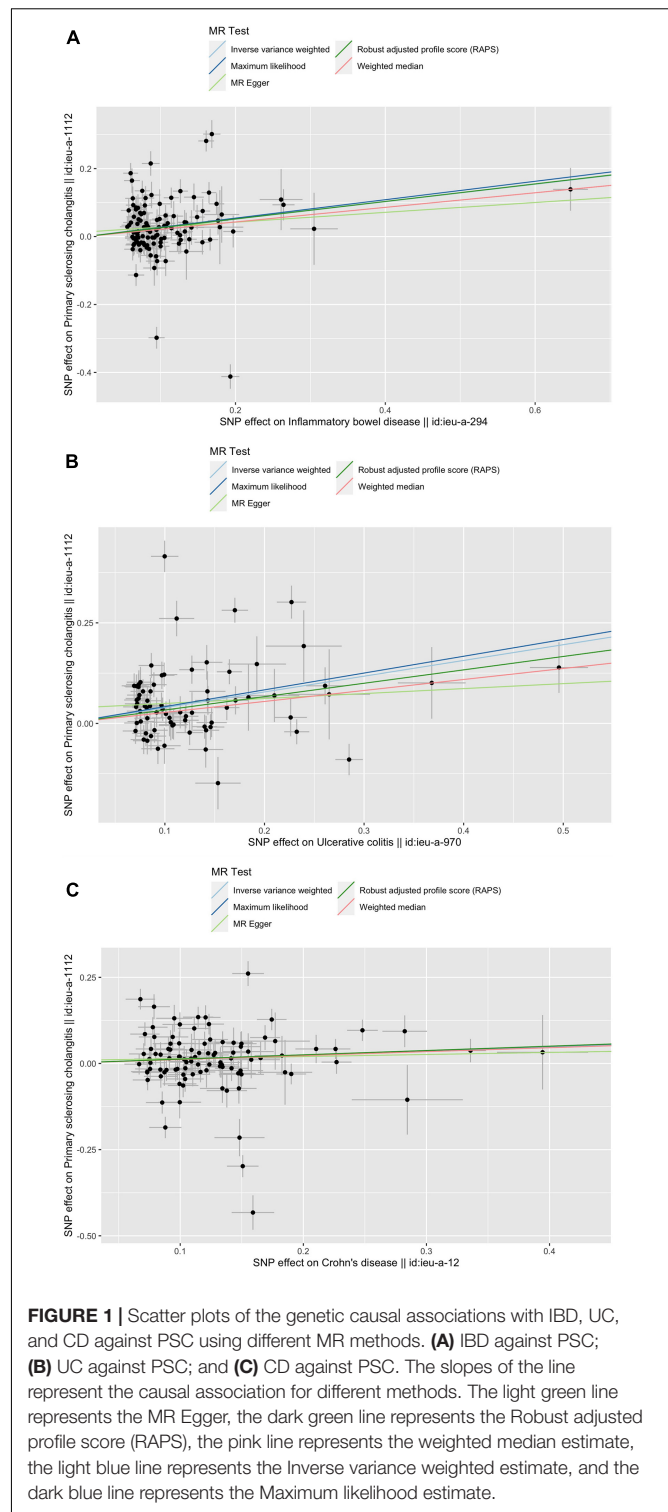 A
MR Test
Inverse variance weighted
Robust adjusted profile score (RAPS)
Maximum likelihood
Weighted median
MR Egger
SNP effect on Primary sclerosing cholangitis || id:ieu-a-1112
0.2
0.0
-0.2
-0.4
0.2
0.4
0.6
SNP effect on Inflammatory bowel disease || id:ieu-a-294
B
MR Test
Inverse variance weighted
Robust adjusted profile score (RAPS)
Maximum likelihood
Weighted median
MR Egger
SNP effect on Primary sclerosing cholangitis || id:ieu-a-1112
0.25
0.00
0.1
0.2
0.3
0.4
0.5
SNP effect on Ulcerative colitis || id:ieu-a-970
C
MR Test
Inverse variance weighted
Robust adjusted profile score (RAPS)
Maximum likelihood
Weighted median
MR Egger
SNP effect on Primary sclerosing cholangitis || id:ieu-a-1112
0.25
0.00
-0.25
-0.50
0.1
0.2
0.3
0.4
SNP effect on Crohn's disease || id:ieu-a-12
FIGURE 1 | Scatter plots of the genetic causal associations with IBD, UC,
and CD against PSC using different MR methods. (A) IBD against PSC;
(B) UC against PSC; and (C) CD against PSC. The slopes of the line
represent the causal association for different methods. The light green line
represents the MR Egger, the dark green line represents the Robust adjusted
profile score (RAPS), the pink line represents the weighted median estimate,
the light blue line represents the Inverse variance weighted estimate, and the
dark blue line represents the Maximum likelihood estimate.